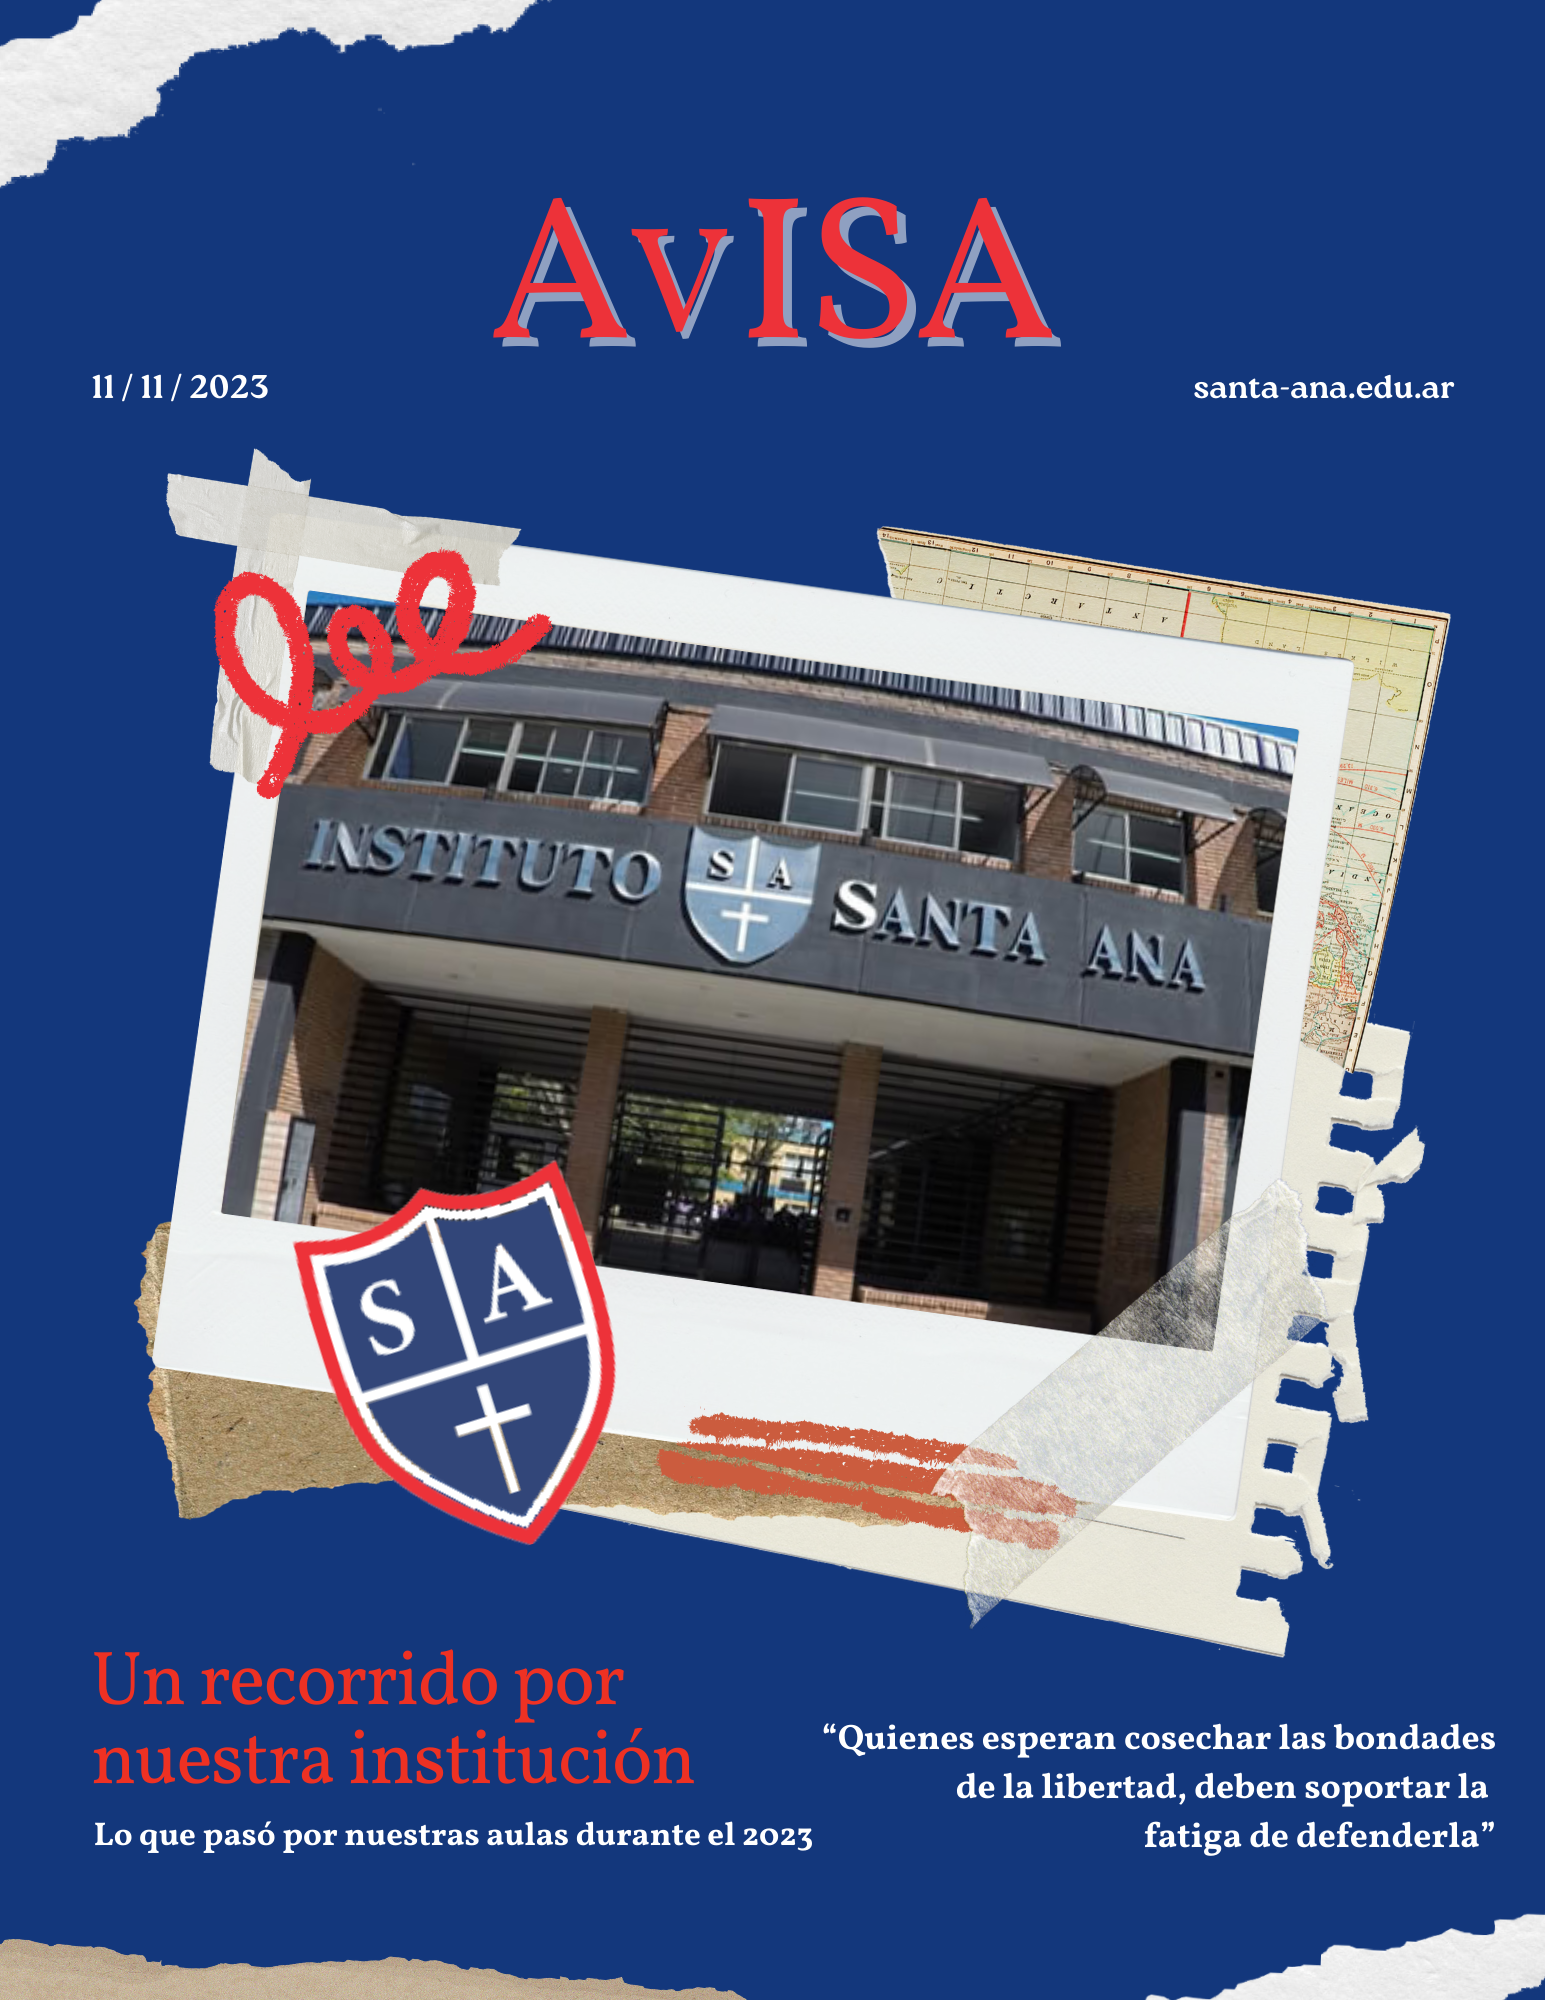 AvISA
11 / 11 / 2023
santa-ana.edu.ar
INSTITUTO SA SANTA ANA
S A
Un recorrido por
nuestra institución
Lo que pasó por nuestras aulas durante el 2023
“Quienes esperan cosechar las bondades
de la libertad, deben soportar la
fatiga de defenderla”